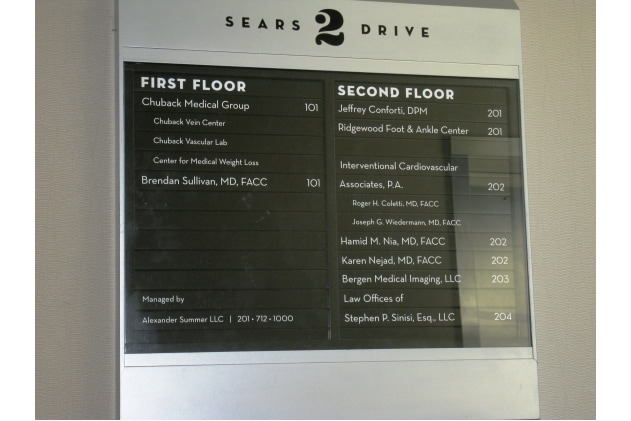 SEARS 2 DRIVE
FIRST FLOOR
Chuback Medical Group 101
Chuback Vein Center
Chuback Vascular Lab
Center for Medical Weight Loss
Brendan Sullivan, MD, FACC 101
Managed by
Alexander Summer LLC | 201 • 712 • 1000
SECOND FLOOR
Jeffrey Conforti, DPM 201
Ridgewood Foot & Ankle Center 201
Interventional Cardiovascular
Associates, P.A. 202
Roger H. Coletti, MD, FACC
Joseph G. Wiedermann, MD, FACC
Hamid M. Nia, MD, FACC 202
Karen Nejad, MD, FACC 202
Bergen Medical Imaging, LLC 203
Law Offices of
Stephen P. Sinisi, Esq., LLC 204